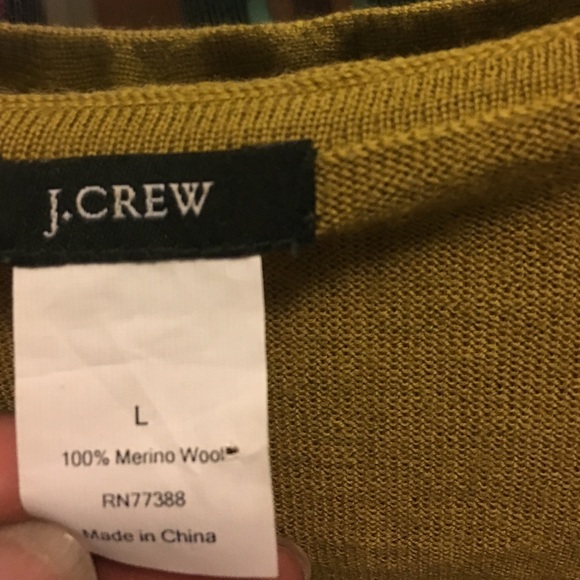 J.CREW
L
100% Merino Wool
RN77388
Made in China